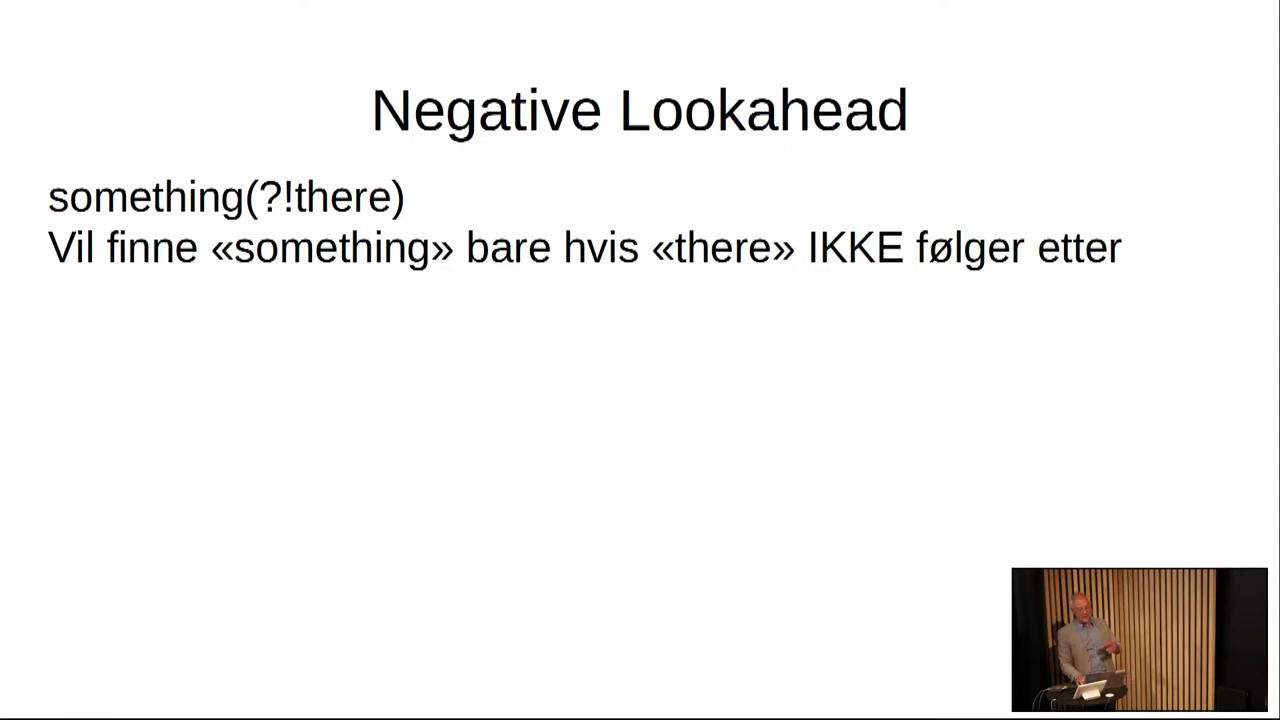 Negative Lookahead
something(?!there)
Vil finne «something» bare hvis «there» IKKE følger etter